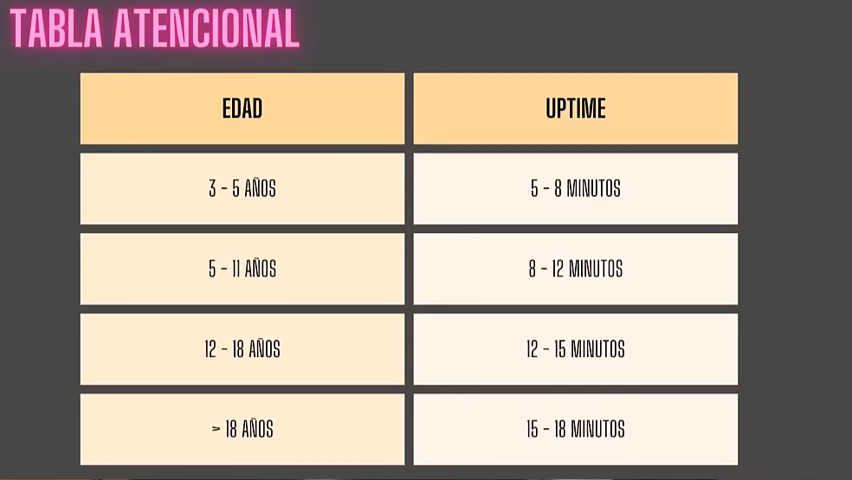 TABLA ATENCIONAL
EDAD UPTIME
3 - 5 AÑOS 5 - 8 MINUTOS
5 - 11 AÑOS 8 - 12 MINUTOS
12 - 18 AÑOS 12 - 15 MINUTOS
> 18 AÑOS 15 - 18 MINUTOS